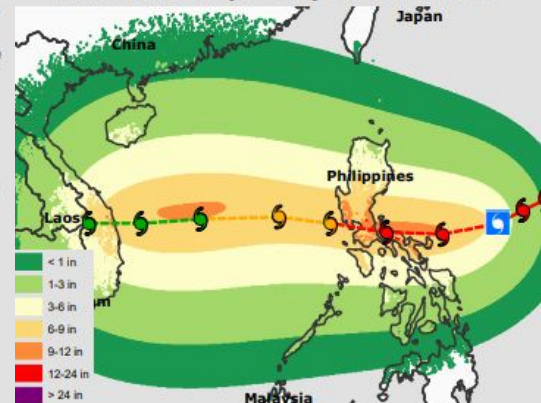 Japan
China
Philippines
Laos
< 1 in
1-3 in
3-6 in
6-9 in
9-12 in
12-24 in
> 24 in
Malaysia